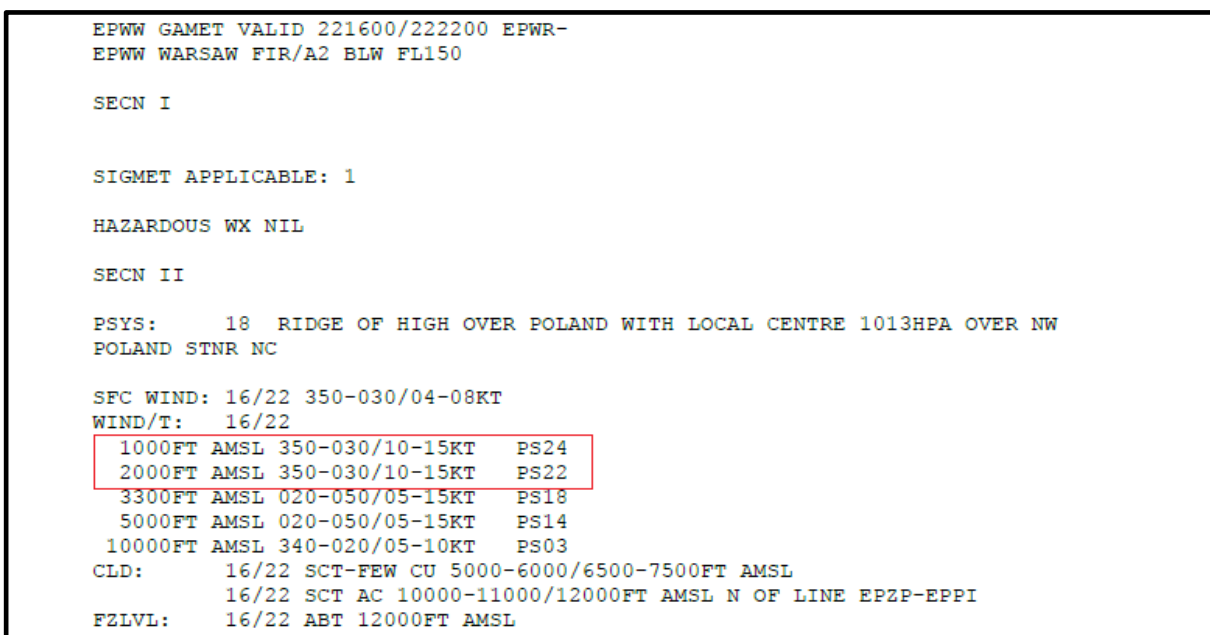 EPWW GAMET VALID 221600/222200 EPWR-
EPWW WARSAW FIR/A2 BLW FL150
SECN I
SIGMET APPLICABLE: 1
HAZARDOUS WX NIL
SECN II
PSYS: 18 RIDGE OF HIGH OVER POLAND WITH LOCAL CENTRE 1013HPA OVER NW
POLAND STNR NC
SFC WIND: 16/22 350-030/04-08KT
WIND/T: 16/22
1000FT AMSL 350-030/10-15KT PS24
2000FT AMSL 350-030/10-15KT PS22
3300FT AMSL 020-050/05-15KT PS18
5000FT AMSL 020-050/05-15KT PS14
10000FT AMSL 340-020/05-10KT PS03
CLD: 16/22 SCT-FEW CU 5000-6000/6500-7500FT AMSL
16/22 SCT AC 10000-11000/12000FT AMSL N OF LINE EPZP-EPPI
FZLVL: 16/22 ABT 12000FT AMSL